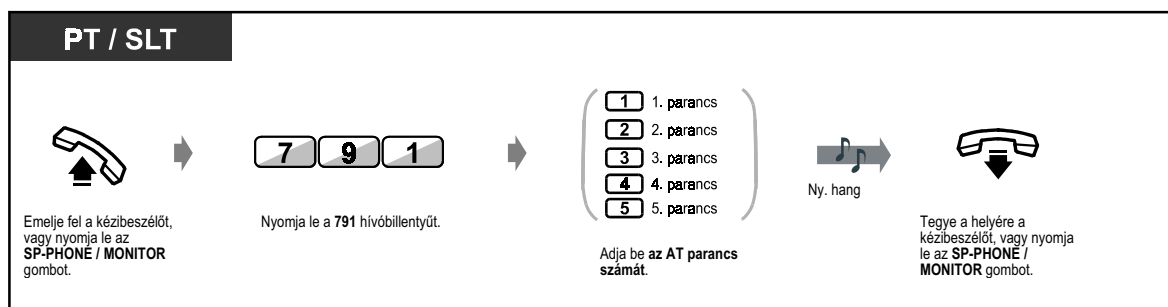 PT / SLT
7 9 1
1 1. parancs
2 2. parancs
3 3. parancs
4 4. parancs
5 5. parancs
Ny. hang
Emelje fel a kézibeszélőt,
vagy nyomja le az
SP-PHONE / MONITOR
gombot.
Nyomja le a 791 hívóbillentyűt.
Adja be az AT parancs
számát.
Tegye a helyére a
kézibeszélőt, vagy nyomja
le az SP-PHONE /
MONITOR gombot.